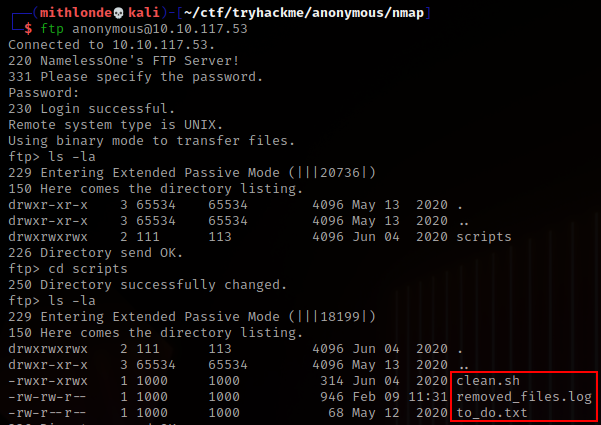 (mithlonde💀kali)-[~/ctf/tryhackme/anonymous/nmap]
$ ftp anonymous@10.10.117.53
Connected to 10.10.117.53.
220 NamelessOne's FTP Server!
331 Please specify the password.
Password:
230 Login successful.
Remote system type is UNIX.
Using binary mode to transfer files.
ftp> ls -la
229 Entering Extended Passive Mode (|||20736|)
150 Here comes the directory listing.
drwxr-xr-x    3 65534    65534        4096 May 13  2020 .
drwxr-xr-x    3 65534    65534        4096 May 13  2020 ..
drwxrwxrwx    2 111      113          4096 Jun 04  2020 scripts
226 Directory send OK.
ftp> cd scripts
250 Directory successfully changed.
ftp> ls -la
229 Entering Extended Passive Mode (|||18199|)
150 Here comes the directory listing.
drwxrwxrwx    2 111      113          4096 Jun 04  2020 .
drwxr-xr-x    3 65534    65534        4096 May 13  2020 ..
-rwxr-xrwx    1 1000     1000          314 Jun 04  2020 clean.sh
-rw-rw-r--    1 1000     1000          946 Feb 09 11:31 removed_files.log
-rw-r--r--    1 1000     1000           68 May 12  2020 to_do.txt